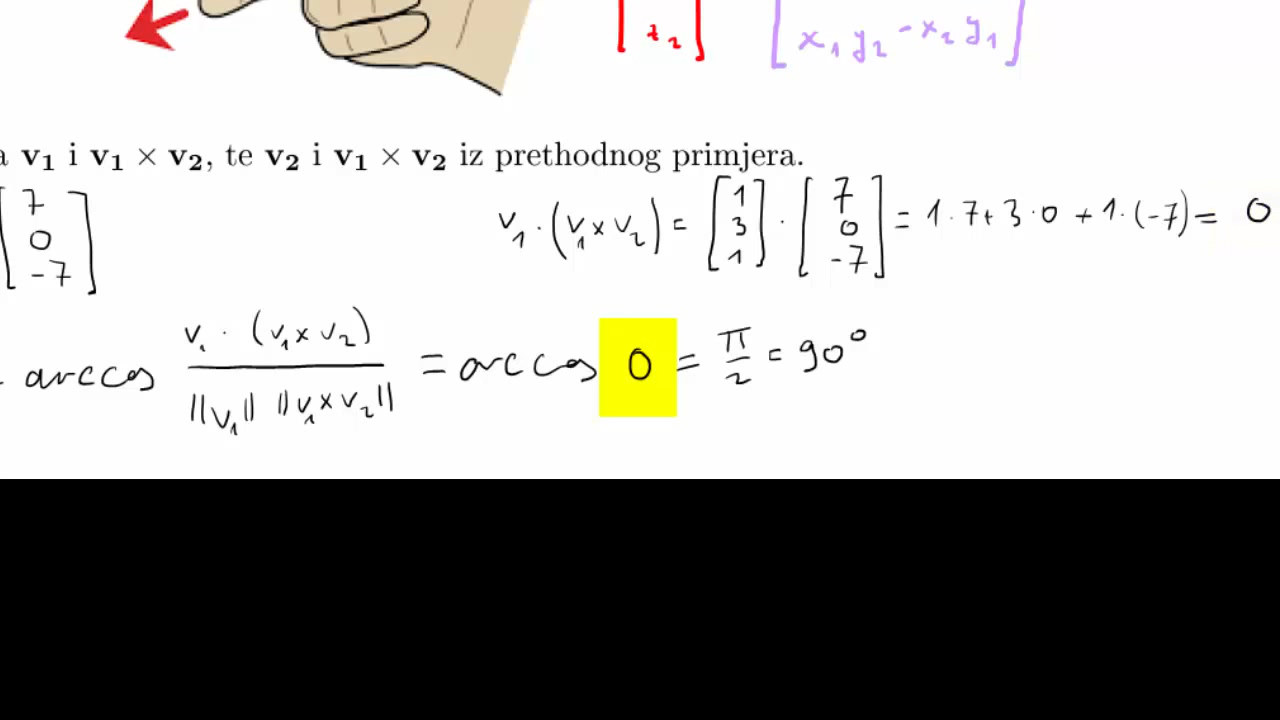 z₂
x₁y₂ - x₂y₁
v₁ i v₁ × v₂, te v₂ i v₁ × v₂ iz prethodnog primjera.
[7 0 -7]
v₁·(v₁×v₂) = [1 3 1] · [7 0 -7] = 1·7 + 3·0 + 1·(-7) = 0
arccos v₁·(v₁×v₂) / ||v₁|| ||v₁×v₂|| = arccos 0 = π/2 = 90°